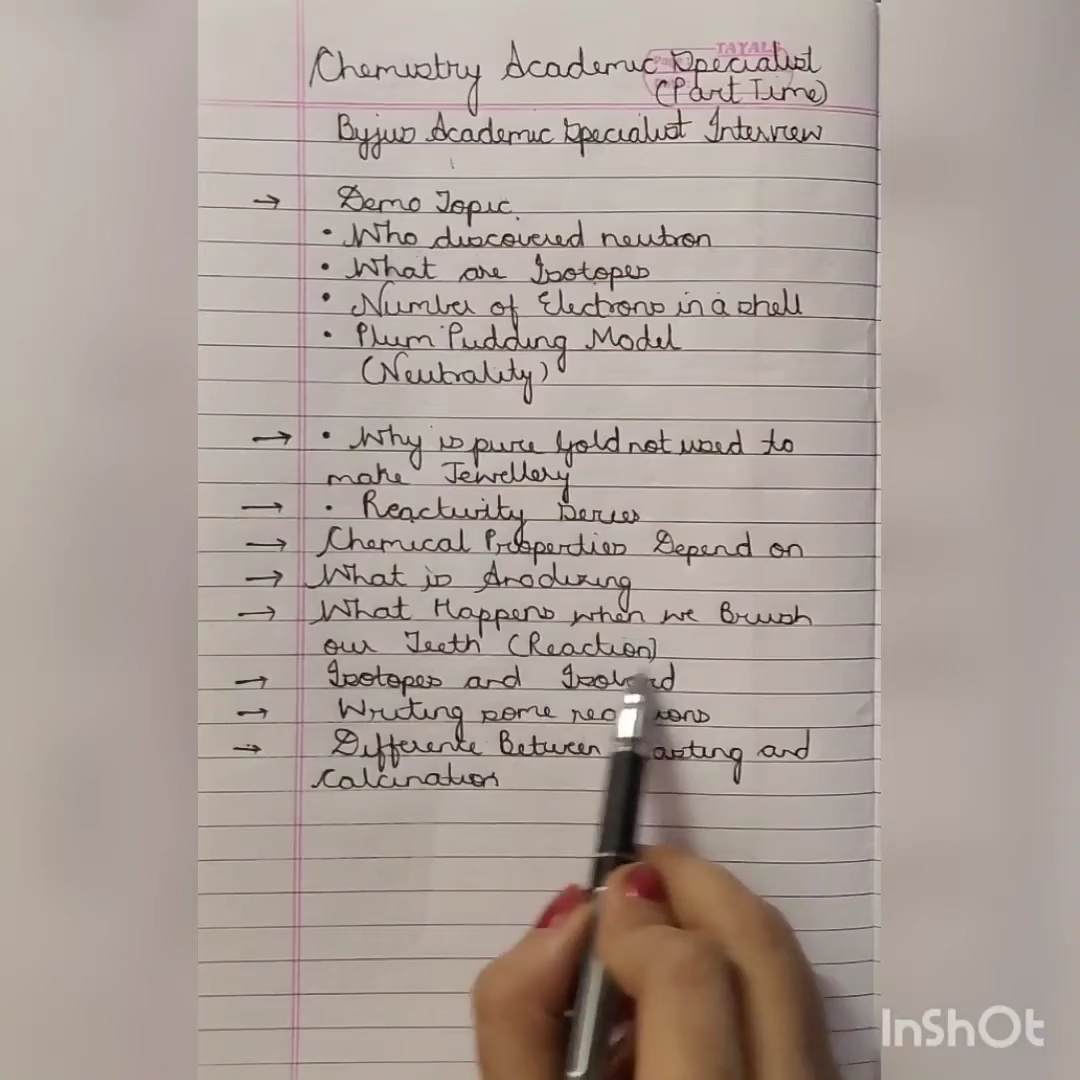 TAYAL
Chemistry Academic Specialist
(Part Time)
Byjus Academic Specialist Interview
→ Demo Topic.
• Who discovered neutron
• What are Isotopes
• Number of Electrons in a shell
• Plum Pudding Model
(Neutrality)
→ • Why is pure Gold not used to
make Jewellery
→ • Reactivity Series
→ Chemical Properties Depend on
→ What is Anodizing
→ What Happens when we Brush
our Teeth (Reaction)
→ Isotopes and
→ Writing some
→ Difference Between and
Calcination
InShOt